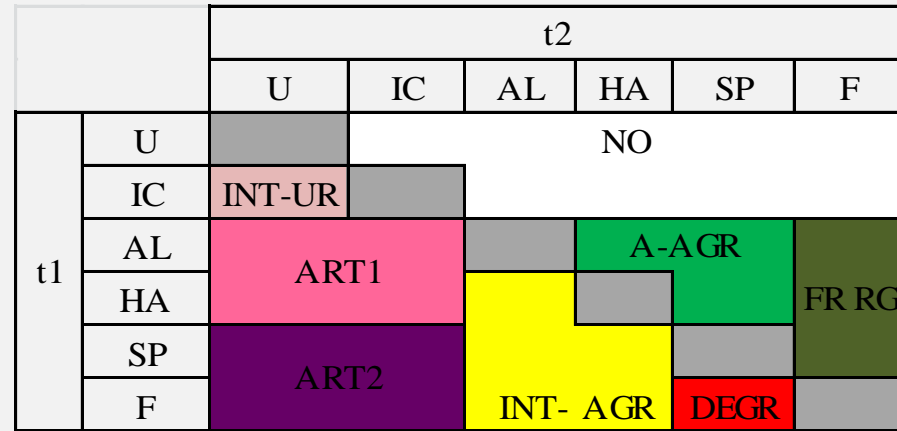 t2
U IC AL HA SP F
U NO
IC INT-UR
AL A-AGR
t1 ART1
HA FR RG
SP
ART2
F INT- AGR DEGR